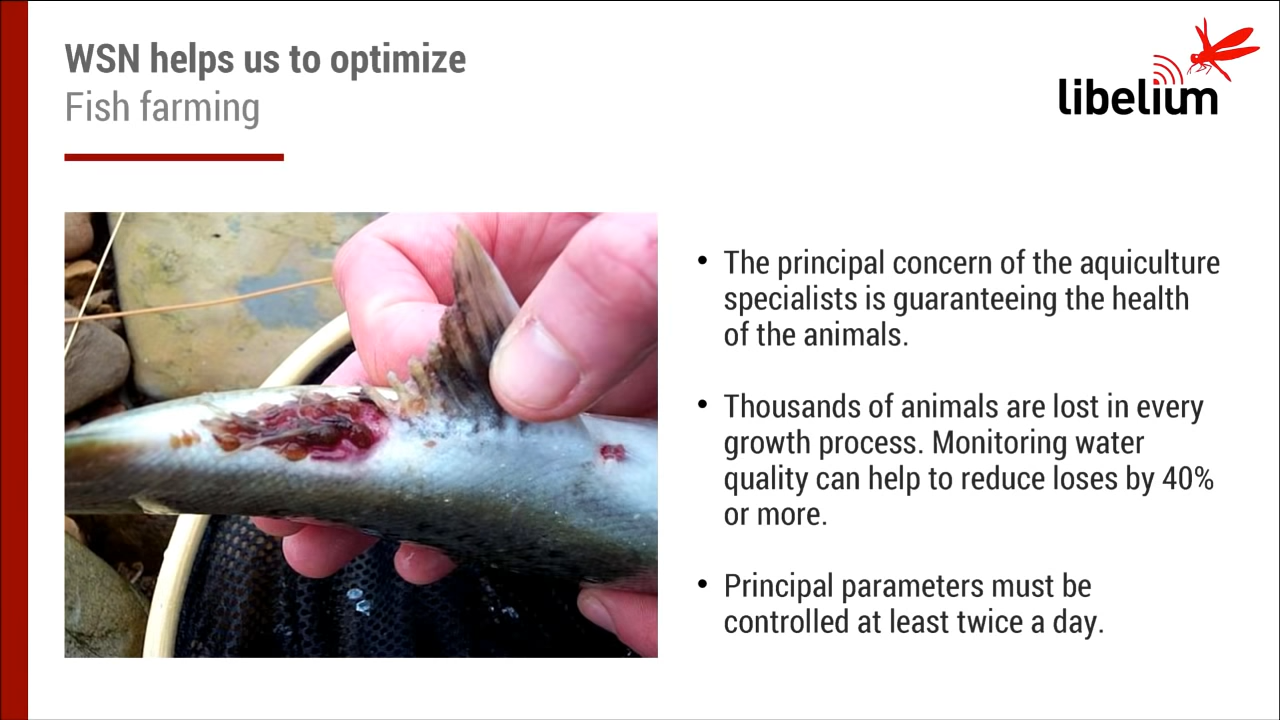 WSN helps us to optimize
Fish farming
libelium
• The principal concern of the aquiculture
specialists is guaranteeing the health
of the animals.
• Thousands of animals are lost in every
growth process. Monitoring water
quality can help to reduce loses by 40%
or more.
• Principal parameters must be
controlled at least twice a day.